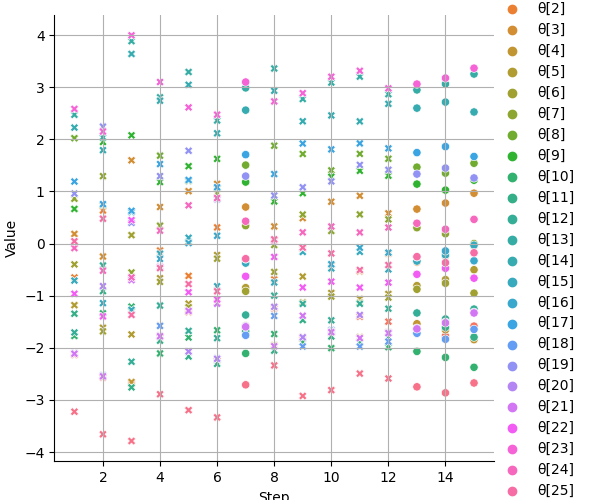 4
3
2
1
0
−1
−2
−3
−4
Value
2
4
6
8
10
12
14
Step
θ[2]
θ[3]
θ[4]
θ[5]
θ[6]
θ[7]
θ[8]
θ[9]
θ[10]
θ[11]
θ[12]
θ[13]
θ[14]
θ[15]
θ[16]
θ[17]
θ[18]
θ[19]
θ[20]
θ[21]
θ[22]
θ[23]
θ[24]
θ[25]